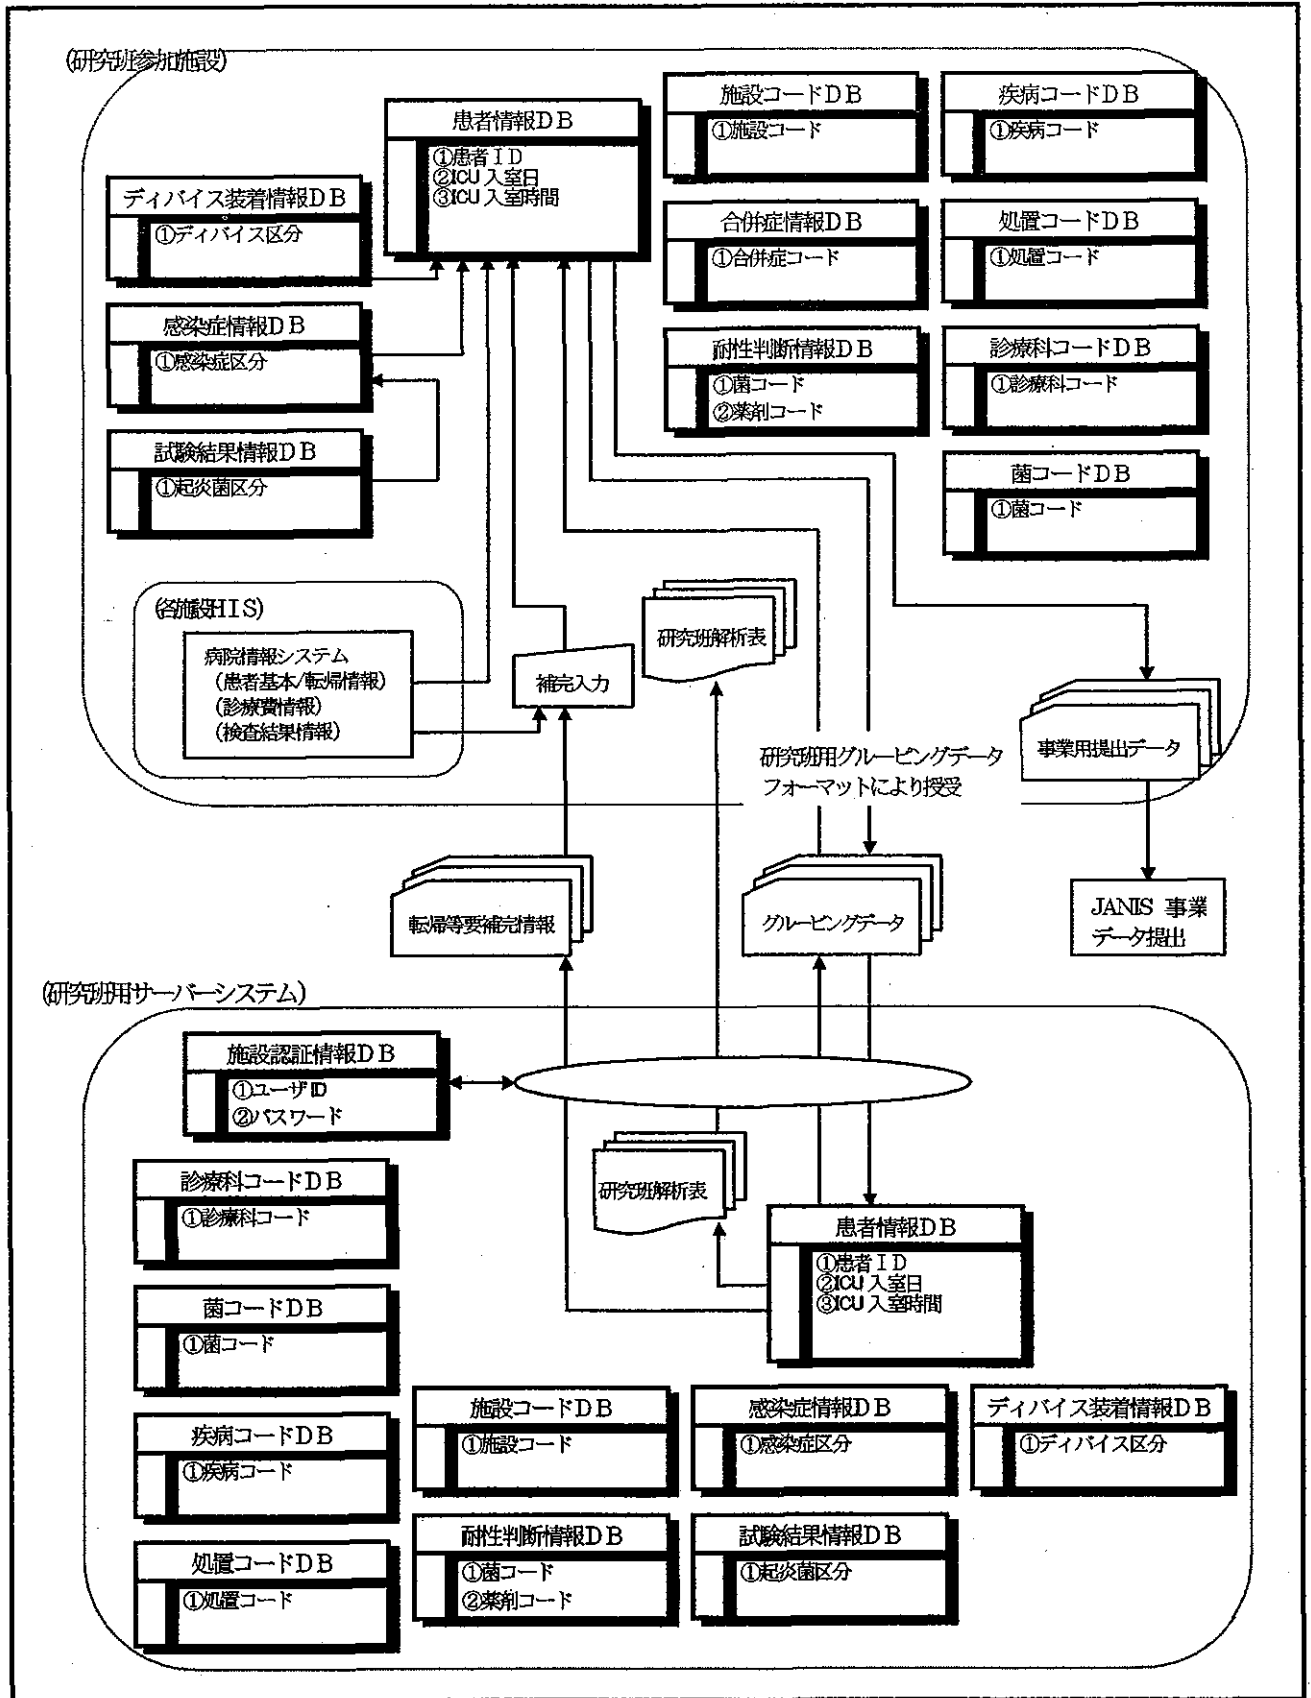 (研究班参加施設)
患者情報DB
①患者ID
②ICU 入室日
③ICU 入室時間
施設コードDB
①施設コード
疾病コードDB
①疾病コード
ディバイス装着情報DB
①ディバイス区分
合併症情報DB
①合併症コード
処置コードDB
①処置コード
感染症情報DB
①感染症区分
耐性判断情報DB
①菌コード
②薬剤コード
診療科コードDB
①診療科コード
試験結果情報DB
①起炎菌区分
菌コードDB
①菌コード
(各施設HIS)
病院情報システム
(患者基本/転帰情報)
(診療費情報)
(検査結果情報)
補完入力
研究班解析表
事業用提出データ
研究班用グルーピングデータ
フォーマットにより授受
転帰等要補完情報
グルーピングデータ
JANIS 事業
データ提出
(研究班用サーバーシステム)
施設認証情報DB
①ユーザID
②パスワード
診療科コードDB
①診療科コード
研究班解析表
患者情報DB
①患者ID
②ICU 入室日
③ICU 入室時間
菌コードDB
①菌コード
疾病コードDB
①疾病コード
施設コードDB
①施設コード
感染症情報DB
①感染症区分
ディバイス装着情報DB
①ディバイス区分
処置コードDB
①処置コード
耐性判断情報DB
①菌コード
②薬剤コード
試験結果情報DB
①起炎菌区分